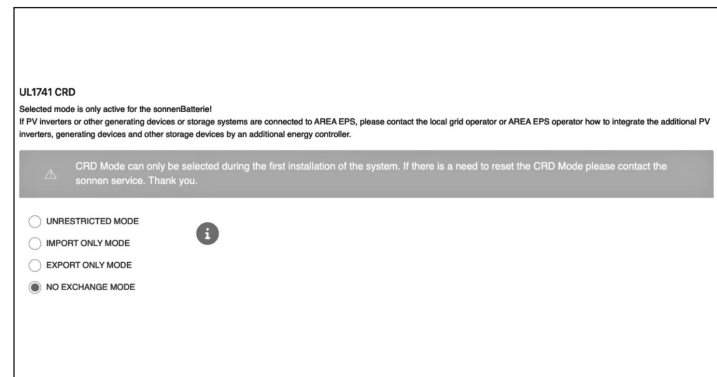 UL1741 CRD
Selected mode is only active for the sonnenBatterie!
If PV inverters or other generating devices or storage systems are connected to AREA EPS, please contact the local grid operator or AREA EPS operator how to integrate the additional PV
inverters, generating devices and other storage devices by an additional energy controller.
CRD Mode can only be selected during the first installation of the system. If there is a need to reset the CRD Mode please contact the
sonnen service. Thank you.
UNRESTRICTED MODE
IMPORT ONLY MODE
EXPORT ONLY MODE
NO EXCHANGE MODE